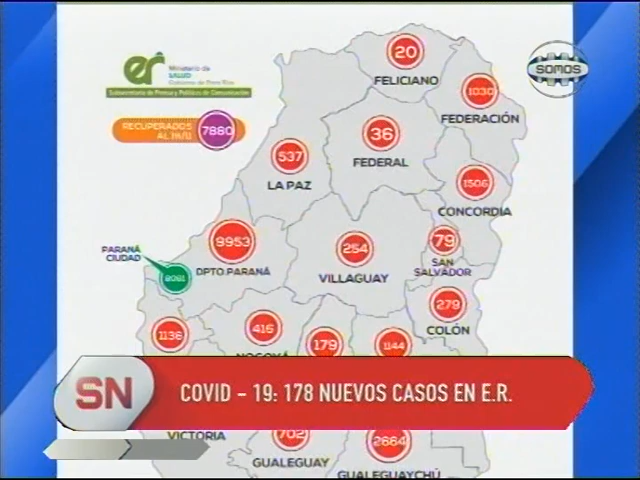 er
Ministerio de
SALUD
Gobierno de Entre Ríos
Subsecretaría de Prensa y Políticas de Comunicación
RECUPERADOS
7880
20
FELICIANO
SOMOS
1030
FEDERACIÓN
36
FEDERAL
537
LA PAZ
1506
CONCORDIA
9953
DPTO. PARANÁ
PARANÁ
CIUDAD
8061
254
VILLAGUAY
79
SAN
SALVADOR
279
COLÓN
1136
416
NOGOYÁ
179
1144
SN
COVID – 19: 178 NUEVOS CASOS EN E.R.
VICTORIA
702
GUALEGUAY
2664
GUALEGUAYCHÚ